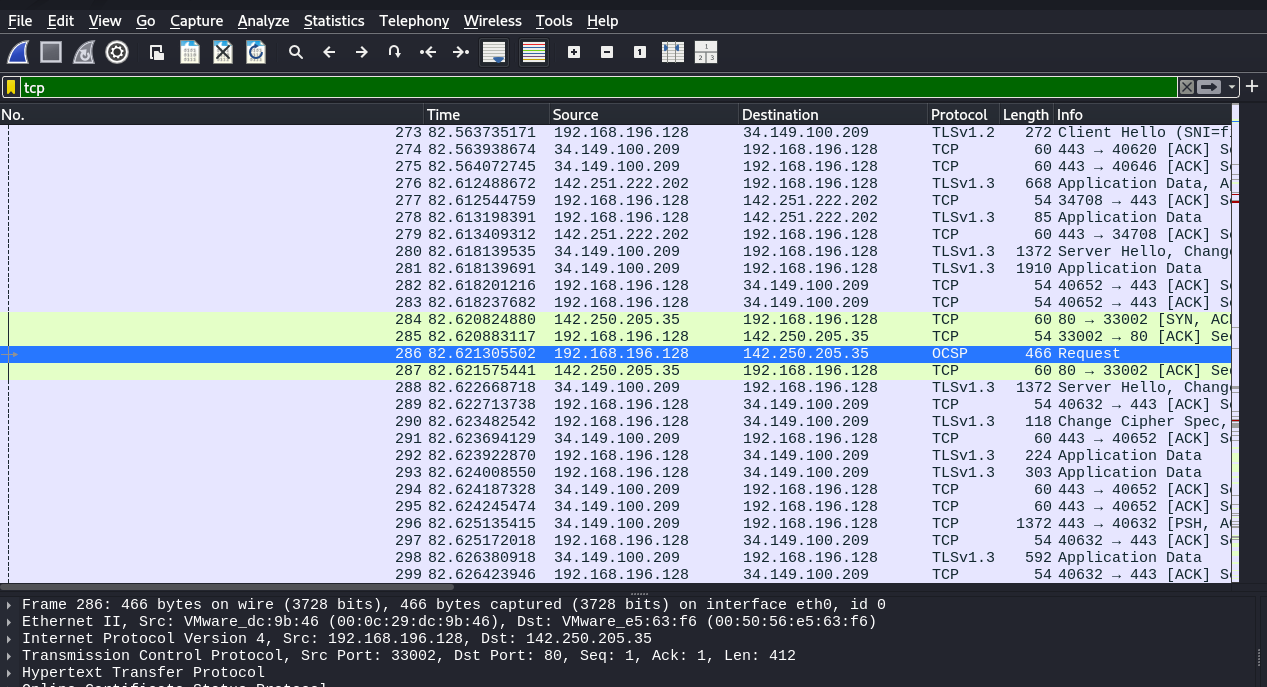 File Edit View Go Capture Analyze Statistics Telephony Wireless Tools Help
tcp
No. Time Source Destination Protocol Length Info
273 82.563735171 192.168.196.128 34.149.100.209 TLSv1.2 272 Client Hello (SNI=f
274 82.563938674 34.149.100.209 192.168.196.128 TCP 60 443 → 40620 [ACK] S
275 82.564072745 34.149.100.209 192.168.196.128 TCP 60 443 → 40646 [ACK] S
276 82.612488672 142.251.222.202 192.168.196.128 TLSv1.3 668 Application Data, A
277 82.612544759 192.168.196.128 142.251.222.202 TCP 54 34708 → 443 [ACK] S
278 82.613198391 192.168.196.128 142.251.222.202 TLSv1.3 85 Application Data
279 82.613409312 142.251.222.202 192.168.196.128 TCP 60 443 → 34708 [ACK] S
280 82.618139535 34.149.100.209 192.168.196.128 TLSv1.3 1372 Server Hello, Chang
281 82.618139691 34.149.100.209 192.168.196.128 TLSv1.3 1910 Application Data
282 82.618201216 192.168.196.128 34.149.100.209 TCP 54 40652 → 443 [ACK] S
283 82.618237682 192.168.196.128 34.149.100.209 TCP 54 40652 → 443 [ACK] S
284 82.620824880 142.250.205.35 192.168.196.128 TCP 60 80 → 33002 [SYN, AC
285 82.620883117 192.168.196.128 142.250.205.35 TCP 54 33002 → 80 [ACK] Se
286 82.621305502 192.168.196.128 142.250.205.35 OCSP 466 Request
287 82.621575441 142.250.205.35 192.168.196.128 TCP 60 80 → 33002 [ACK] Se
288 82.622668718 34.149.100.209 192.168.196.128 TLSv1.3 1372 Server Hello, Chang
289 82.622713738 192.168.196.128 34.149.100.209 TCP 54 40632 → 443 [ACK] S
290 82.623482542 192.168.196.128 34.149.100.209 TLSv1.3 118 Change Cipher Spec,
291 82.623694129 34.149.100.209 192.168.196.128 TCP 60 443 → 40652 [ACK] S
292 82.623922870 192.168.196.128 34.149.100.209 TLSv1.3 224 Application Data
293 82.624008550 192.168.196.128 34.149.100.209 TLSv1.3 303 Application Data
294 82.624187328 34.149.100.209 192.168.196.128 TCP 60 443 → 40652 [ACK] S
295 82.624245474 34.149.100.209 192.168.196.128 TCP 60 443 → 40652 [ACK] S
296 82.625135415 34.149.100.209 192.168.196.128 TCP 1372 443 → 40632 [PSH, A
297 82.625172018 192.168.196.128 34.149.100.209 TCP 54 40632 → 443 [ACK] S
298 82.626380918 34.149.100.209 192.168.196.128 TLSv1.3 592 Application Data
299 82.626423946 192.168.196.128 34.149.100.209 TCP 54 40632 → 443 [ACK] S
Frame 286: 466 bytes on wire (3728 bits), 466 bytes captured (3728 bits) on interface eth0, id 0
Ethernet II, Src: VMware_dc:9b:46 (00:0c:29:dc:9b:46), Dst: VMware_e5:63:f6 (00:50:56:e5:63:f6)
Internet Protocol Version 4, Src: 192.168.196.128, Dst: 142.250.205.35
Transmission Control Protocol, Src Port: 33002, Dst Port: 80, Seq: 1, Ack: 1, Len: 412
Hypertext Transfer Protocol
Online Certificate Status Protocol